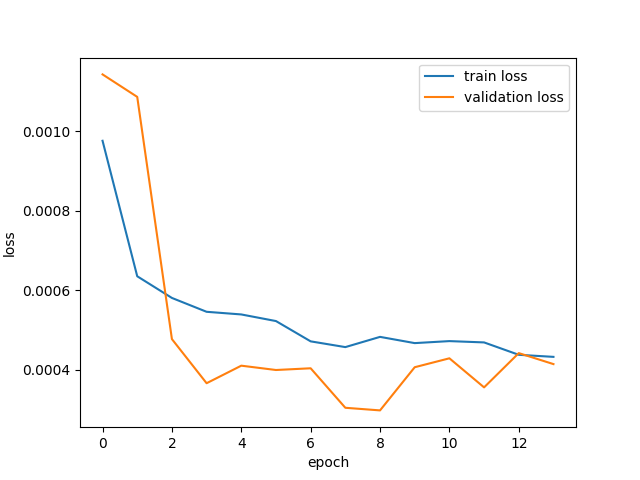 train loss
validation loss
0.0010
0.0008
0.0006
0.0004
loss
0 2 4 6 8 10 12
epoch